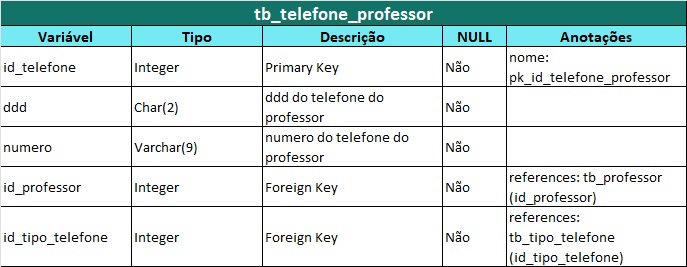 tb_telefone_professor
Variável Tipo Descrição NULL Anotações
id_telefone Integer Primary Key Não nome:
pk_id_telefone_professor
ddd Char(2) ddd do telefone do
professor Não
numero Varchar(9) numero do telefone do
professor Não
id_professor Integer Foreign Key Não references: tb_professor
(id_professor)
id_tipo_telefone Integer Foreign Key Não references:
tb_tipo_telefone
(id_tipo_telefone)